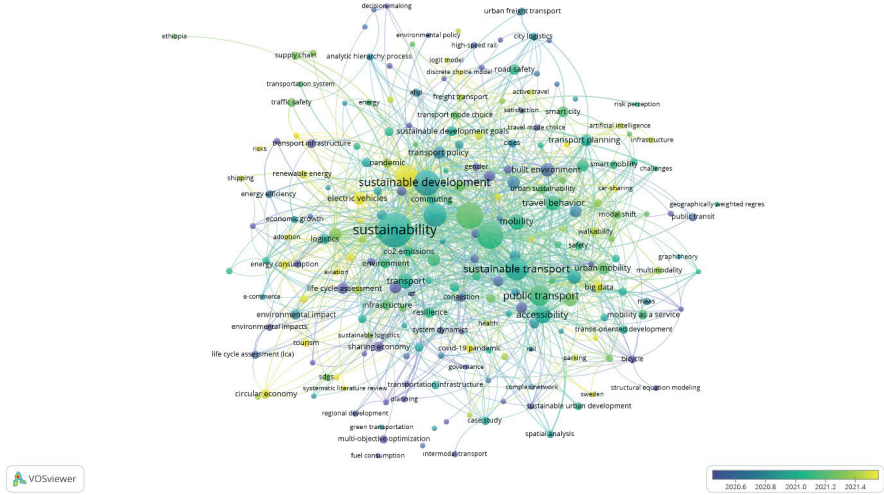 decision-making
urban freight transport
ethiopia
environmental policy
city logistics
high-speed rail
supply chain
analytic hierarchy process
logit model
discrete choice model
road safety
transportation system
ahp
active travel
energy
freight transport
traffic safety
satisfaction
smart city
risk perception
transport mode choice
artificial intelligence
sustainable development goals
travel mode choice
transport infrastructure
cities
transport planning
infrastructure
risks
transport policy
pandemic
gender
smart mobility
renewable energy
built environment
challenges
shipping
sustainable development
urban sustainability
car-sharing
energy efficiency
electric vehicles
commuting
travel behavior
geographically weighted regres
economic growth
mobility
modal shift
public transit
sustainability
walkability
adoption
logistics
safety
co2 emissions
graph theory
energy consumption
environment
sustainable transport
urban mobility
multimodality
aviation
transport
life cycle assessment
big data
e-commerce
congestion
public transport
maas
infrastructure
environmental impact
resilience
accessibility
mobility as a service
environmental impacts
health
system dynamics
transit-oriented development
sustainable logistics
tourism
sharing economy
covid-19 pandemic
rail
life cycle assessment (lca)
parking
bicycle
governance
sdgs
systematic literature review
transportation infrastructure
complex network
structural equation modeling
circular economy
sweden
planning
sustainable urban development
regional development
case study
green transportation
multi-objective optimization
spatial analysis
fuel consumption
intermodal transport
VOSviewer
2020.6 2020.8 2021.0 2021.2 2021.4